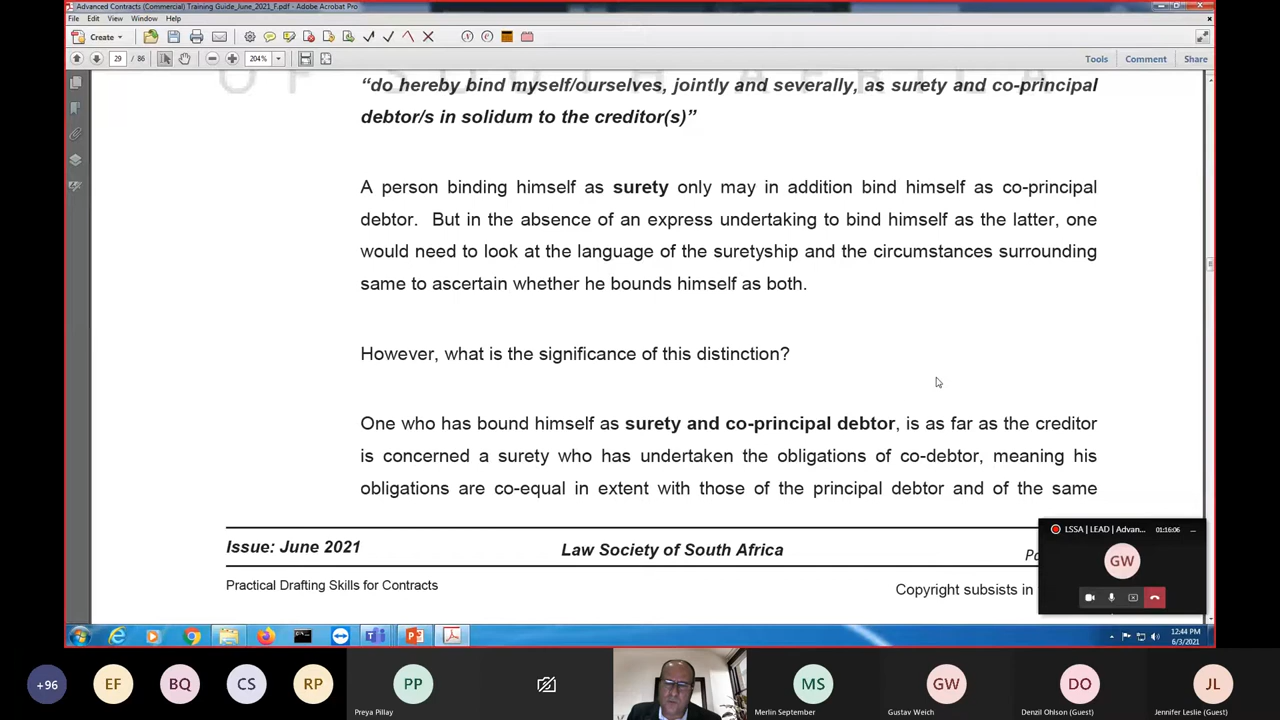 Advanced Contracts (Commercial) Training Guide_June_2021_F.pdf - Adobe Acrobat Pro
File Edit View Window Help
Create
29 / 86 204% Tools Comment Share
OF SOUTH AFRICA
“do hereby bind myself/ourselves, jointly and severally, as surety and co-principal
debtor/s in solidum to the creditor(s)”
A person binding himself as surety only may in addition bind himself as co-principal
debtor. But in the absence of an express undertaking to bind himself as the latter, one
would need to look at the language of the suretyship and the circumstances surrounding
same to ascertain whether he bounds himself as both.
However, what is the significance of this distinction?
One who has bound himself as surety and co-principal debtor, is as far as the creditor
is concerned a surety who has undertaken the obligations of co-debtor, meaning his
obligations are co-equal in extent with those of the principal debtor and of the same
Issue: June 2021 Law Society of South Africa
Practical Drafting Skills for Contracts Copyright subsists in
LSSA | LEAD | Advan... 01:16:06
GW
12:44 PM
6/3/2021
+96 EF BQ CS RP PP MS GW DO JL
Preya Pillay Merlin September Gustav Weich Denzil Ohlson (Guest) Jennifer Leslie (Guest)